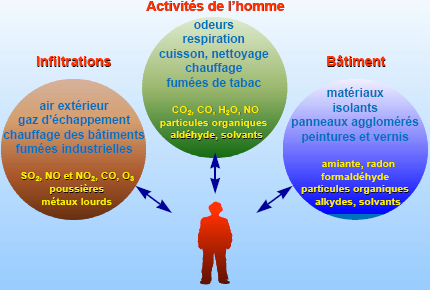 Activités de l'homme
odeurs
respiration
cuisson, nettoyage
chauffage
fumées de tabac
CO₂, CO, H₂O, NO
particules organiques
aldéhyde, solvants
Infiltrations
air extérieur
gaz d'échappement
chauffage des bâtiments
fumées industrielles
SO₂, NO et NO₂, CO, O₃
poussières
métaux lourds
Bâtiment
matériaux
isolants
panneaux agglomérés
peintures et vernis
amiante, radon
formaldéhyde
particules organiques
alkydes, solvants